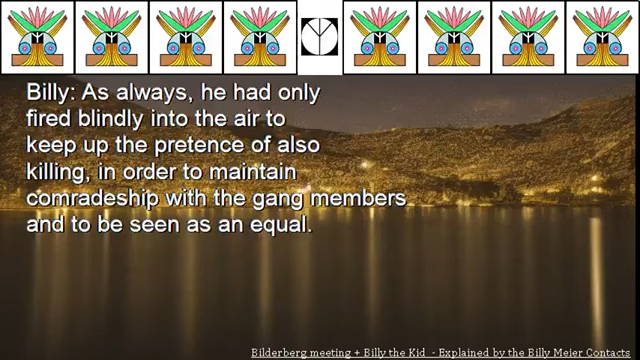 Billy: As always, he had only
fired blindly into the air to
keep up the pretence of also
killing, in order to maintain
comradeship with the gang members
and to be seen as an equal.
Bilderberg meeting + Billy the Kid - Explained by the Billy Meier Contacts